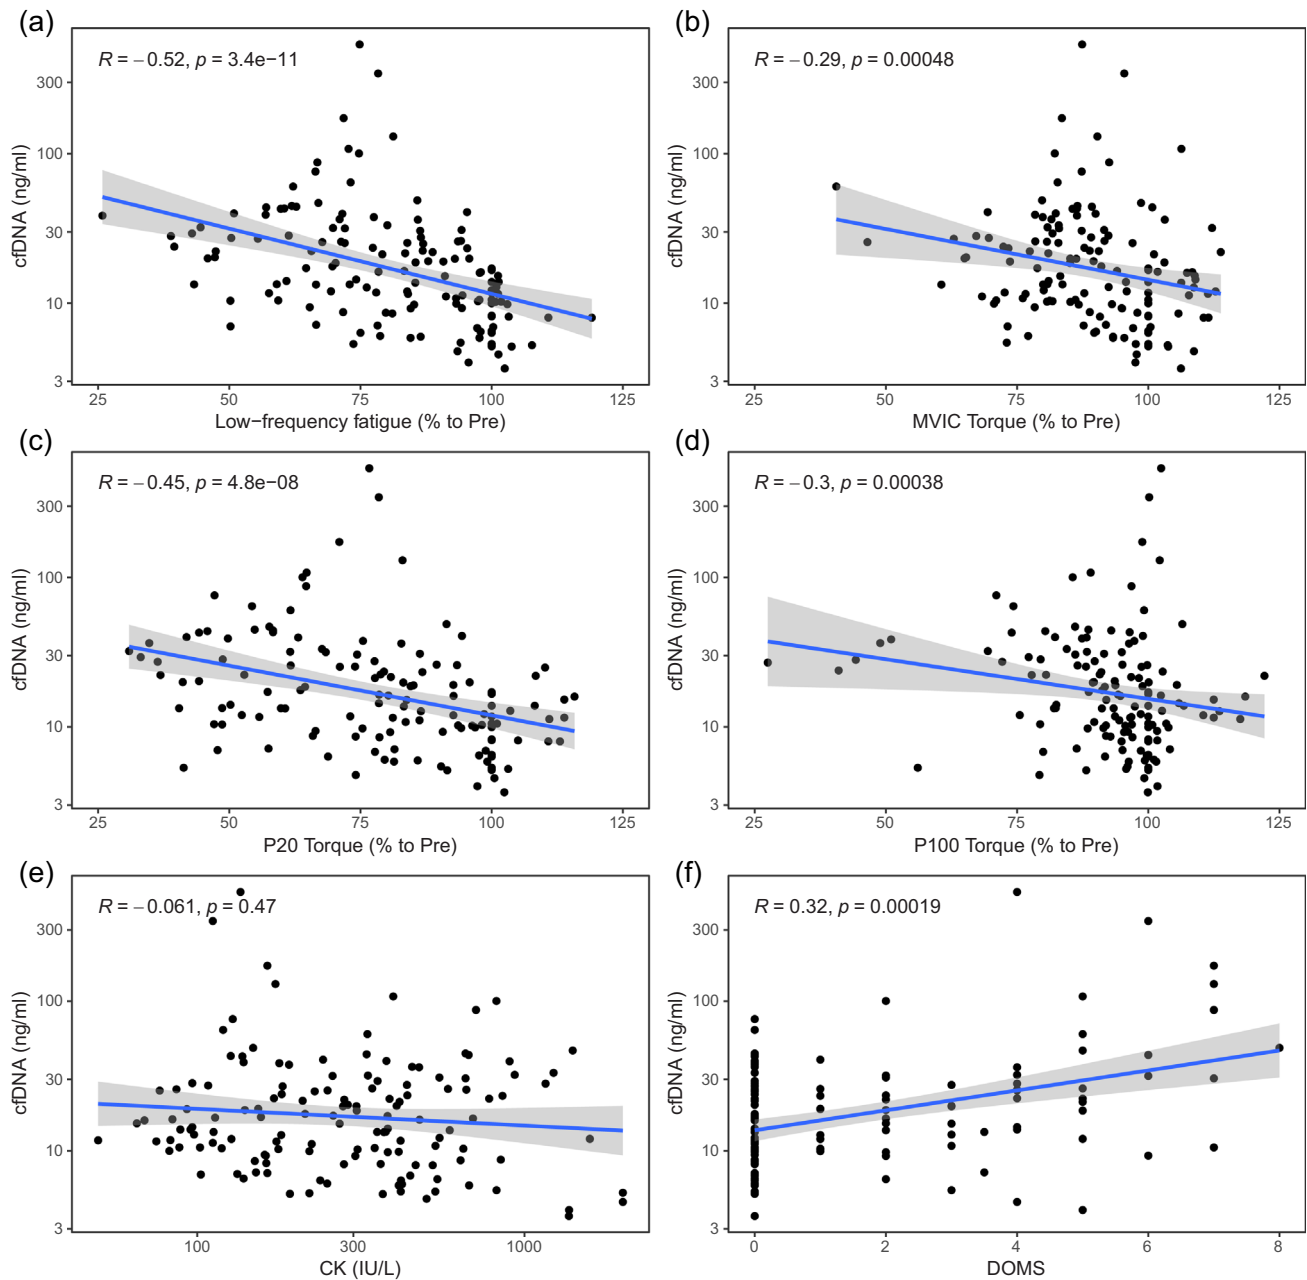 (a)
R = −0.52, p = 3.4e−11
300
100
30
10
3
cfDNA (ng/ml)
25 50 75 100 125
Low−frequency fatigue (% to Pre)
(b)
R = −0.29, p = 0.00048
300
100
30
10
3
cfDNA (ng/ml)
25 50 75 100 125
MVIC Torque (% to Pre)
(c)
R = −0.45, p = 4.8e−08
300
100
30
10
3
cfDNA (ng/ml)
25 50 75 100 125
P20 Torque (% to Pre)
(d)
R = −0.3, p = 0.00038
300
100
30
10
3
cfDNA (ng/ml)
25 50 75 100 125
P100 Torque (% to Pre)
(e)
R = −0.061, p = 0.47
300
100
30
10
3
cfDNA (ng/ml)
100 300 1000
CK (IU/L)
(f)
R = 0.32, p = 0.00019
300
100
30
10
3
cfDNA (ng/ml)
0 2 4 6 8
DOMS